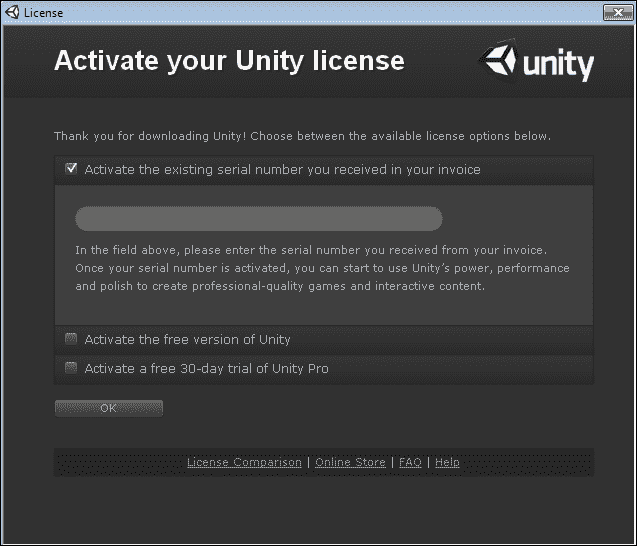 License
Activate your Unity license
unity
Thank you for downloading Unity! Choose between the available license options below.
Activate the existing serial number you received in your invoice
In the field above, please enter the serial number you received from your invoice.
Once your serial number is activated, you can start to use Unity's power, performance
and polish to create professional-quality games and interactive content.
Activate the free version of Unity
Activate a free 30-day trial of Unity Pro
OK
License Comparison | Online Store | FAQ | Help